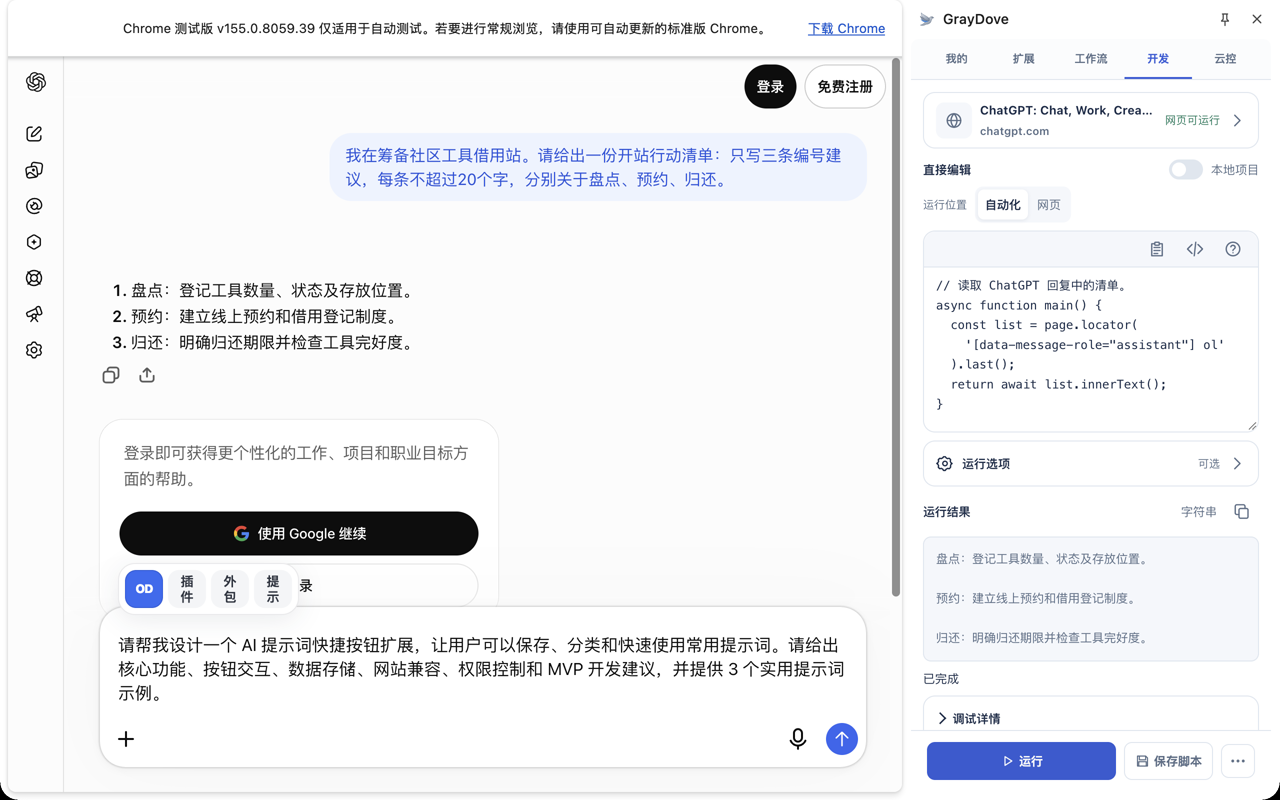 Chrome 测试版 v155.0.8059.39 仅适用于自动测试。若要进行常规浏览，请使用可自动更新的标准版 Chrome。
下载 Chrome
登录
免费注册
我在筹备社区工具借用站。请给出一份开站行动清单：只写三条编号建
议，每条不超过20个字，分别关于盘点、预约、归还。
1. 盘点：登记工具数量、状态及存放位置。
2. 预约：建立线上预约和借用登记制度。
3. 归还：明确归还期限并检查工具完好度。
登录即可获得更个性化的工作、项目和职业目标方
面的帮助。
使用 Google 继续
OD
插
件
外
包
提
示
录
请帮我设计一个 AI 提示词快捷按钮扩展，让用户可以保存、分类和快速使用常用提示词。请给出
核心功能、按钮交互、数据存储、网站兼容、权限控制和 MVP 开发建议，并提供 3 个实用提示词
示例。
GrayDove
我的
扩展
工作流
开发
云控
ChatGPT: Chat, Work, Crea...
chatgpt.com
网页可运行
直接编辑
本地项目
运行位置
自动化
网页
// 读取 ChatGPT 回复中的清单。
async function main() {
  const list = page.locator(
    '[data-message-role="assistant"] ol'
  ).last();
  return await list.innerText();
}
运行选项
可选
运行结果
字符串
盘点：登记工具数量、状态及存放位置。
预约：建立线上预约和借用登记制度。
归还：明确归还期限并检查工具完好度。
已完成
调试详情
运行
保存脚本